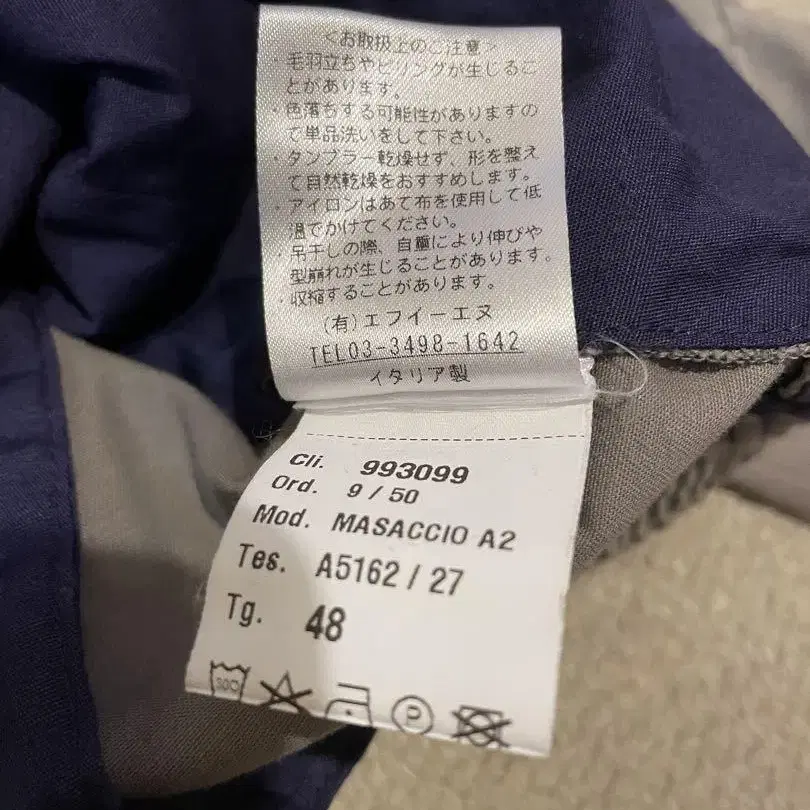 <お取扱上のご注意>
・毛羽立ちやピリングが生じるこ
とがあります。
・色落ちする可能性がありますの
で単品洗いをして下さい。
・タンブラー乾燥せず、形を整え
て自然乾燥をおすすめします。
・アイロンはあて布を使用して低
温でかけてください。
・吊干しの際、自重により伸びや
型崩れが生じることがあります。
・収縮することがあります。
(有)エフイーエヌ
TEL03-3498-1642
イタリア製
Cli. 993099
Ord. 9 / 50
Mod. MASACCIO A2
Tes. A5162 / 27
Tg. 48
30C
P